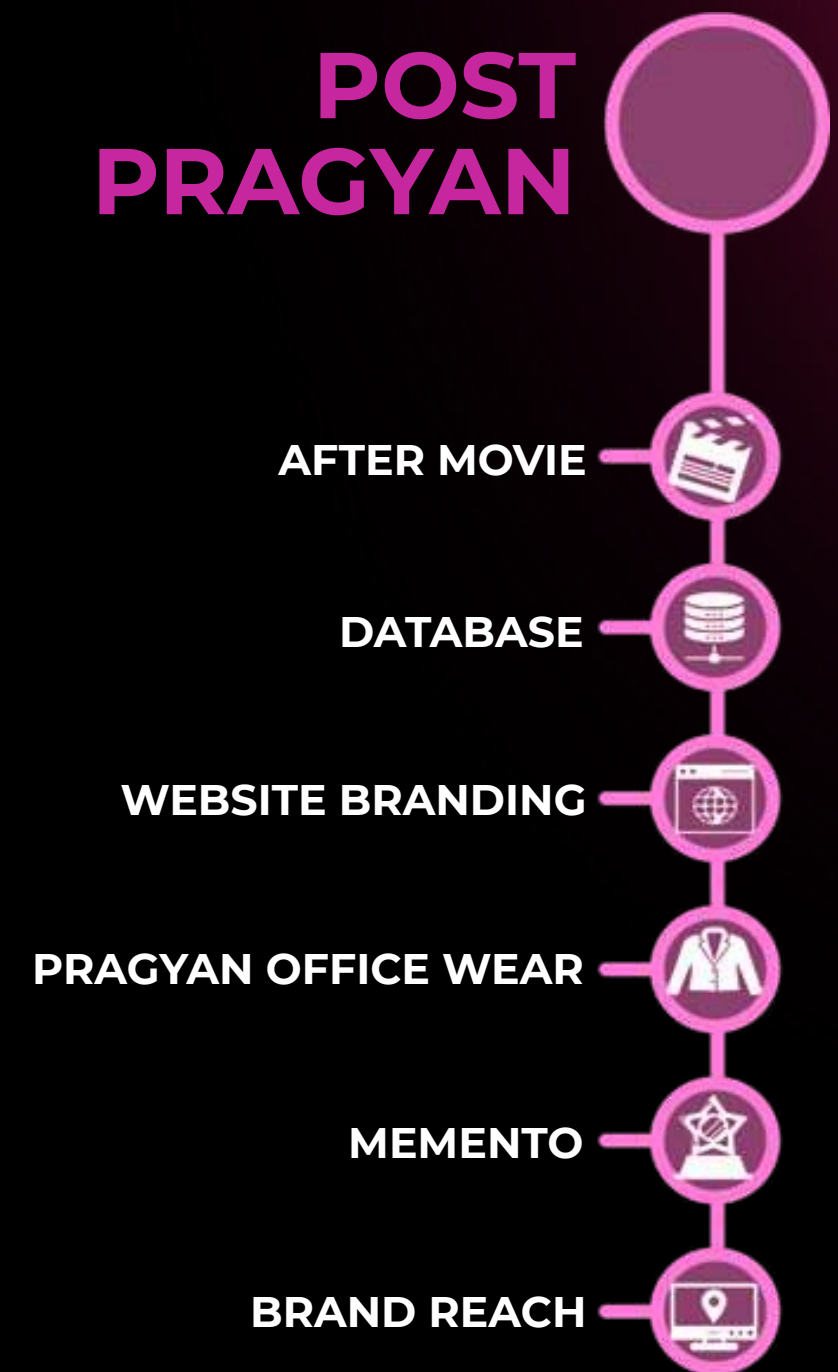 POST
PRAGYAN
AFTER MOVIE
DATABASE
WEBSITE BRANDING
PRAGYAN OFFICE WEAR
MEMENTO
BRAND REACH